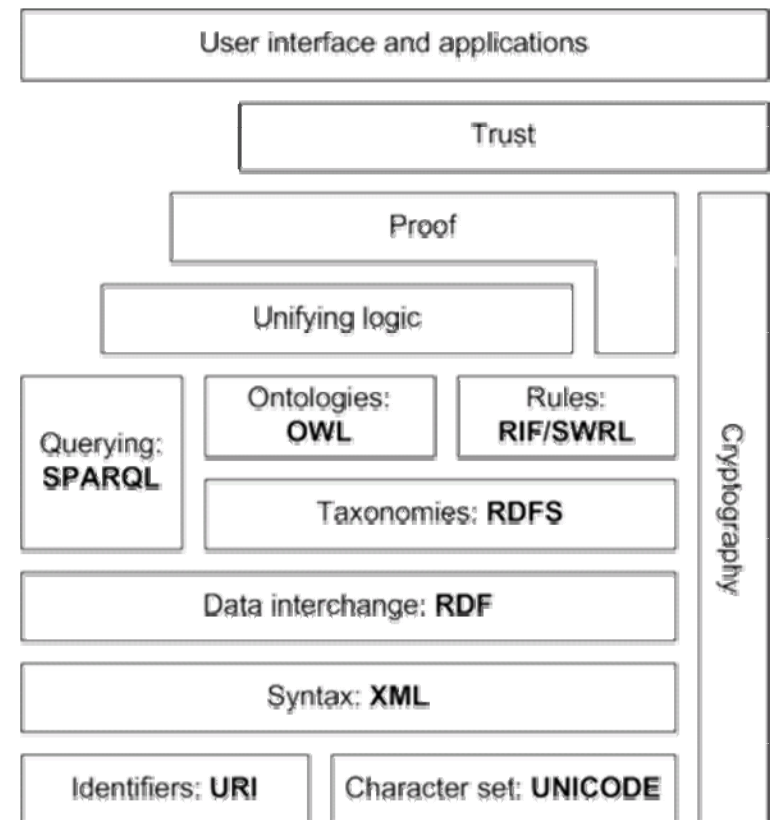 User interface and applications
Trust
Proof
Unifying logic
Querying:
SPARQL
Ontologies:
OWL
Rules:
RIF/SWRL
Taxonomies: RDFS
Cryptography
Data interchange: RDF
Syntax: XML
Identifiers: URI
Character set: UNICODE